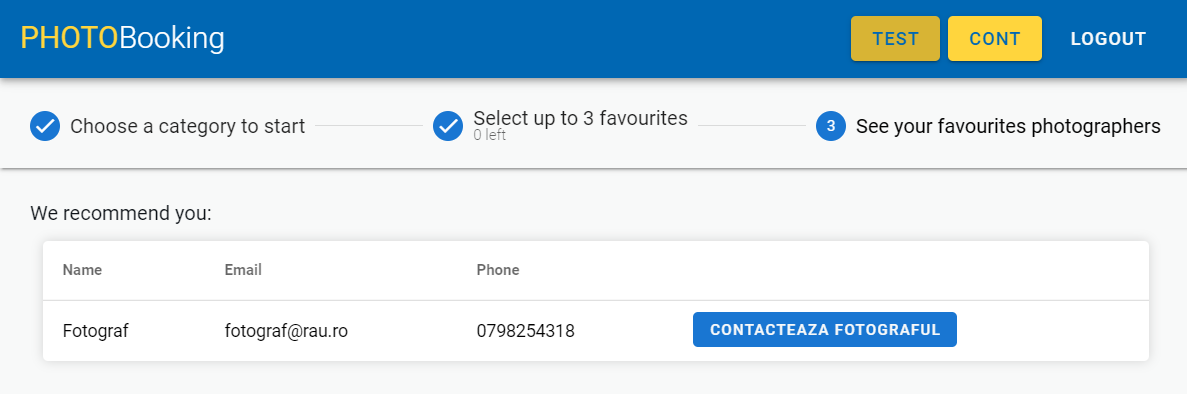 PHOTOBooking TEST CONT LOGOUT
Choose a category to start
Select up to 3 favourites
0 left
3 See your favourites photographers
We recommend you:
Name Email Phone
Fotograf fotograf@rau.ro 0798254318 CONTACTEAZA FOTOGRAFUL